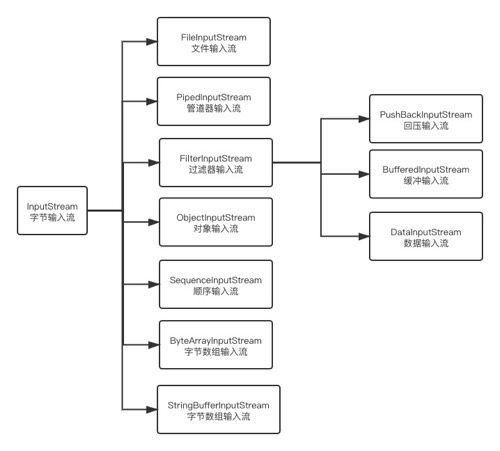 FileInputStream
文件输入流
PipedInputStream
管道器输入流
PushBackInputStream
回压输入流
FilterInputStream
过滤器输入流
BufferedInputStream
缓冲输入流
InputStream
字节输入流
ObjectInputStream
对象输入流
DataInputStream
数据输入流
SequenceInputStream
顺序输入流
ByteArrayInputStream
字节数组输入流
StringBufferInputStream
字节数组输入流